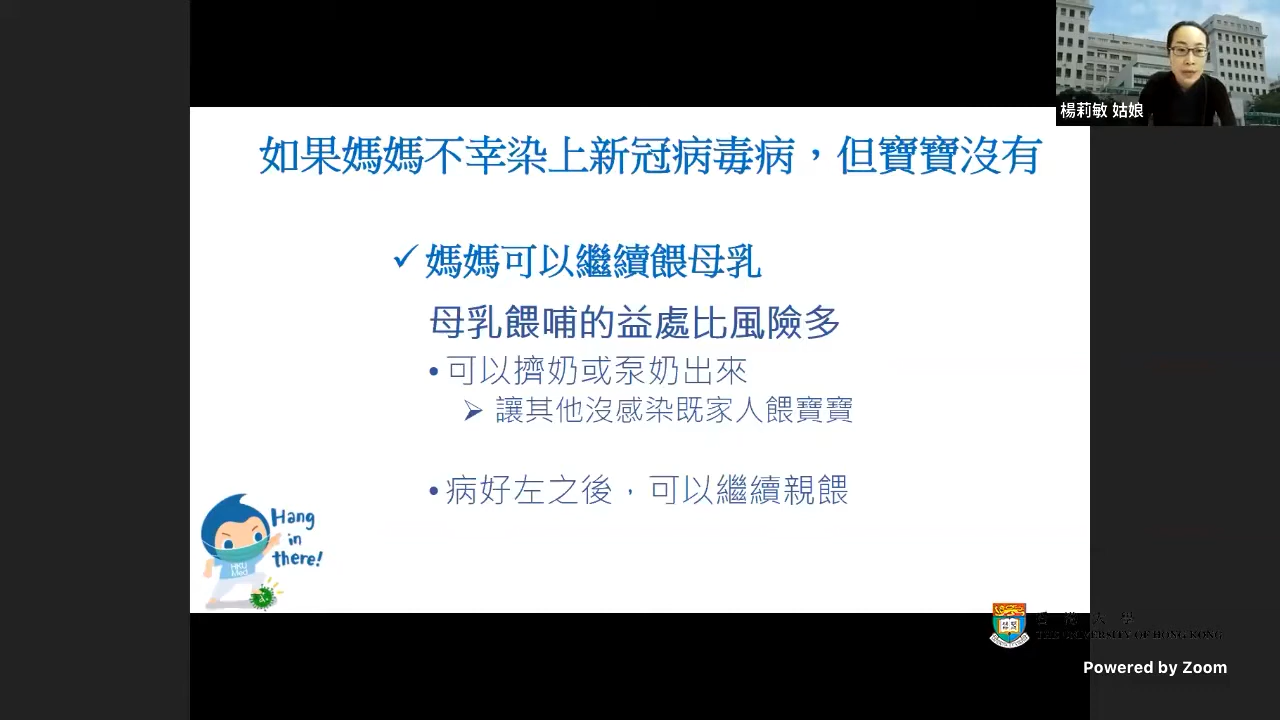 楊莉敏 姑娘
如果媽媽不幸染上新冠病毒病，但寶寶沒有
✓ 媽媽可以繼續餵母乳
母乳餵哺的益處比風險多
• 可以擠奶或泵奶出來
➢ 讓其他沒感染既家人餵寶寶
• 病好左之後，可以繼續親餵
Hang
in
there!
HKU
Med
香港大學
THE UNIVERSITY OF HONG KONG
Powered by Zoom